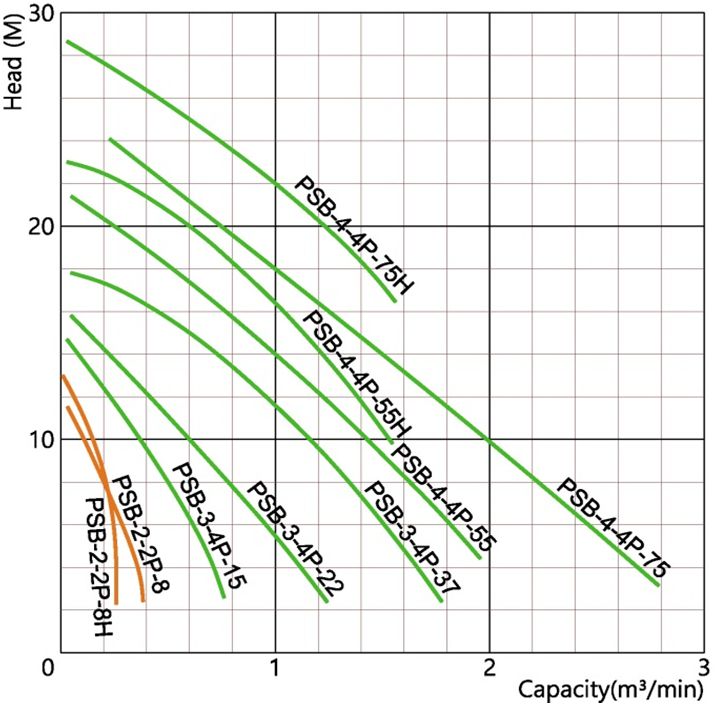 Head (M)
30
20
10
0
1
2
3
Capacity(m³/min)
PSB-4-4P-75H
PSB-4-4P-55H
PSB-4-4P-55
PSB-4-4P-75
PSB-3-4P-15
PSB-3-4P-22
PSB-3-4P-37
PSB-2-2P-8
PSB-2-2P-8H